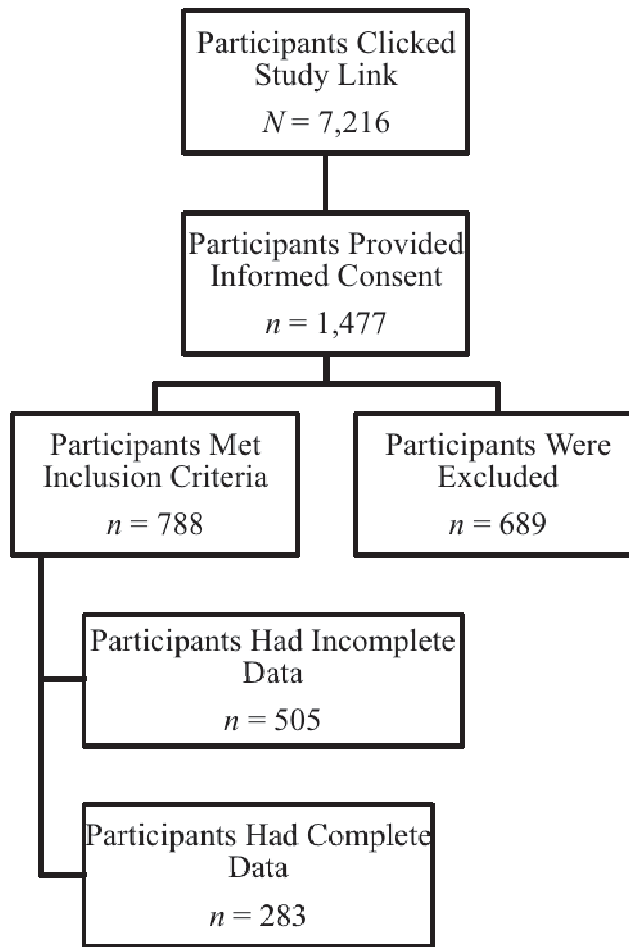 Participants Clicked
Study Link
N = 7,216
Participants Provided
Informed Consent
n = 1,477
Participants Met
Inclusion Criteria
n = 788
Participants Were
Excluded
n = 689
Participants Had Incomplete
Data
n = 505
Participants Had Complete
Data
n = 283